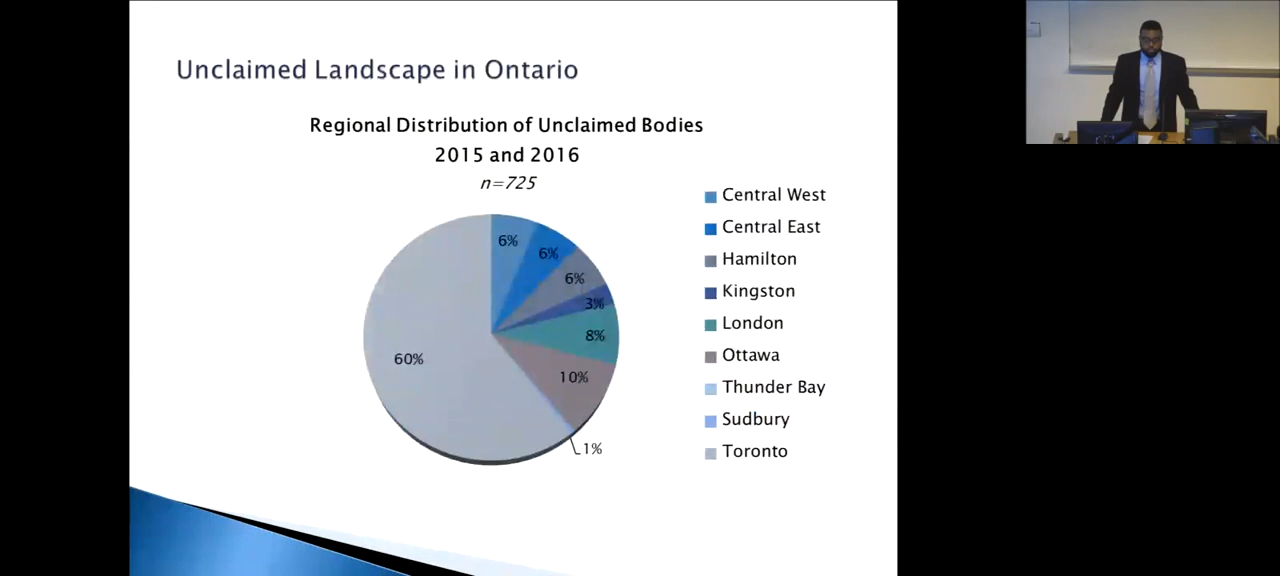 Unclaimed Landscape in Ontario
Regional Distribution of Unclaimed Bodies
2015 and 2016
n=725
6%
6%
6%
3%
8%
10%
1%
60%
Central West
Central East
Hamilton
Kingston
London
Ottawa
Thunder Bay
Sudbury
Toronto